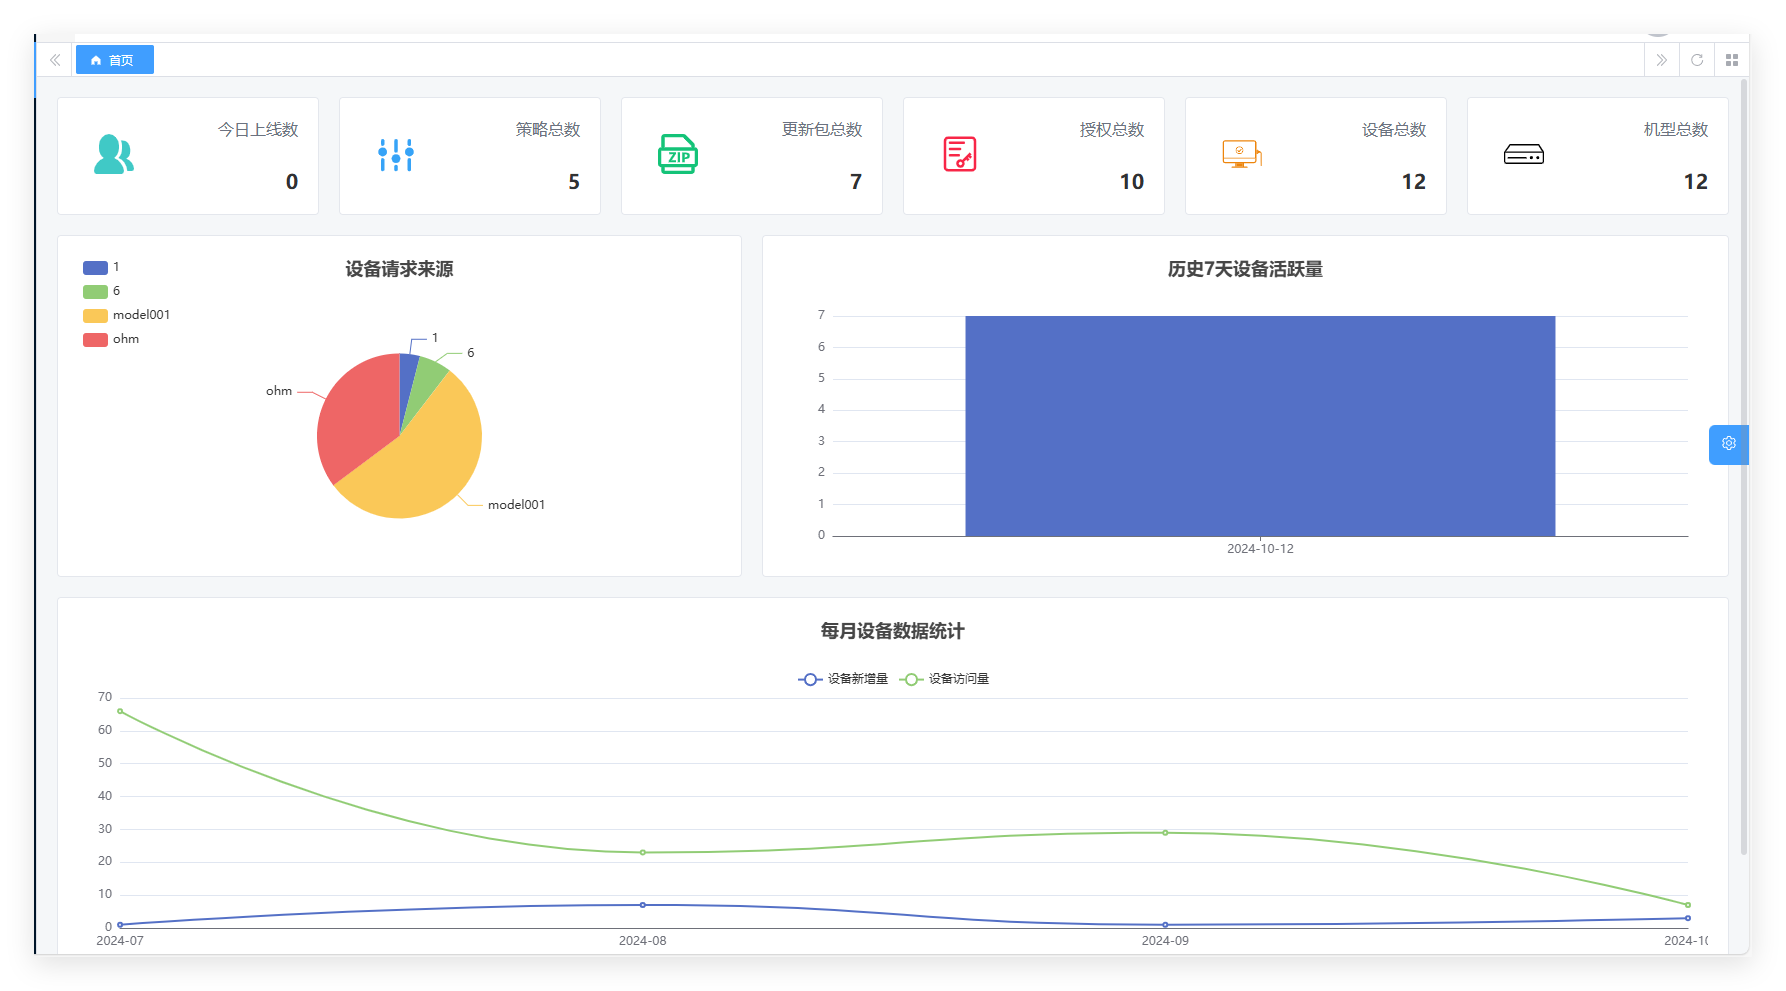 首页
今日上线数
0
策略总数
5
ZIP
更新包总数
7
授权总数
10
设备总数
12
机型总数
12
设备请求来源
1
6
model001
ohm
1
6
ohm
model001
历史7天设备活跃量
7
6
5
4
3
2
1
0
2024-10-12
每月设备数据统计
设备新增量 设备访问量
70
60
50
40
30
20
10
0
2024-07 2024-08 2024-09 2024-10